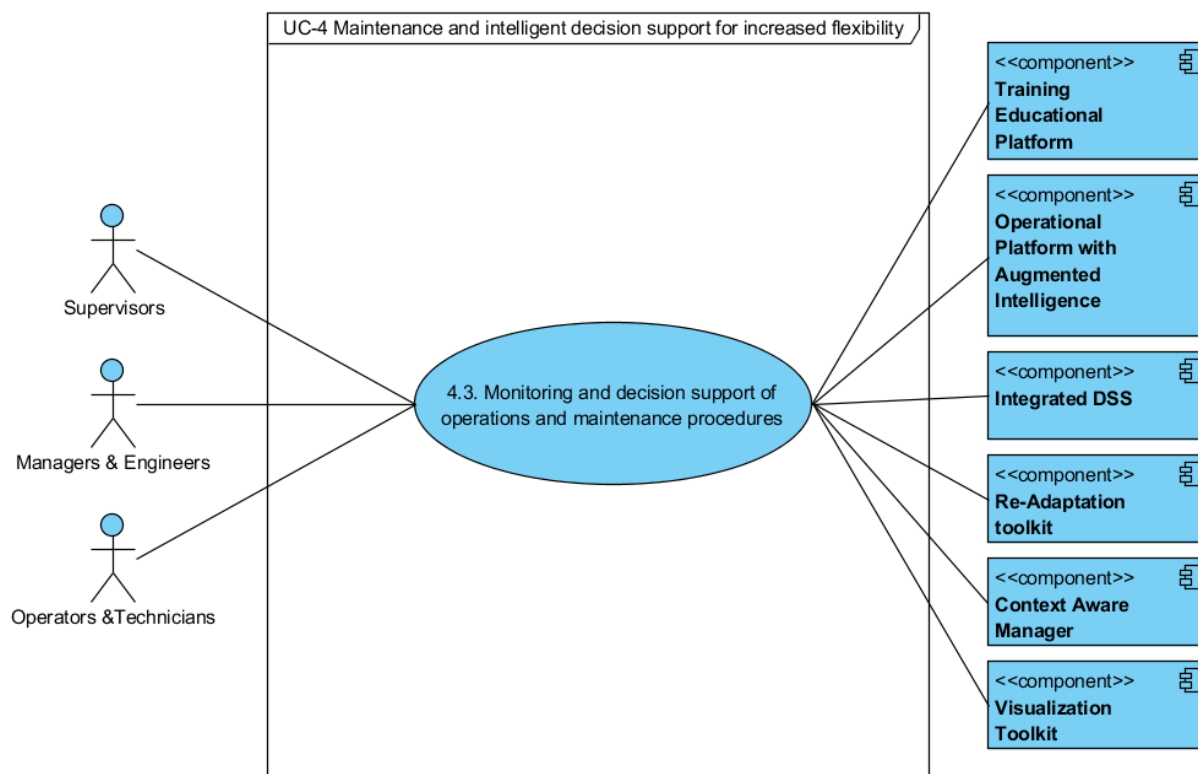 UC-4 Maintenance and intelligent decision support for increased flexibility
Supervisors
Managers & Engineers
Operators &Technicians
4.3. Monitoring and decision support of
operations and maintenance procedures
<<component>>
Training
Educational
Platform
<<component>>
Operational
Platform with
Augmented
Intelligence
<<component>>
Integrated DSS
<<component>>
Re-Adaptation
toolkit
<<component>>
Context Aware
Manager
<<component>>
Visualization
Toolkit